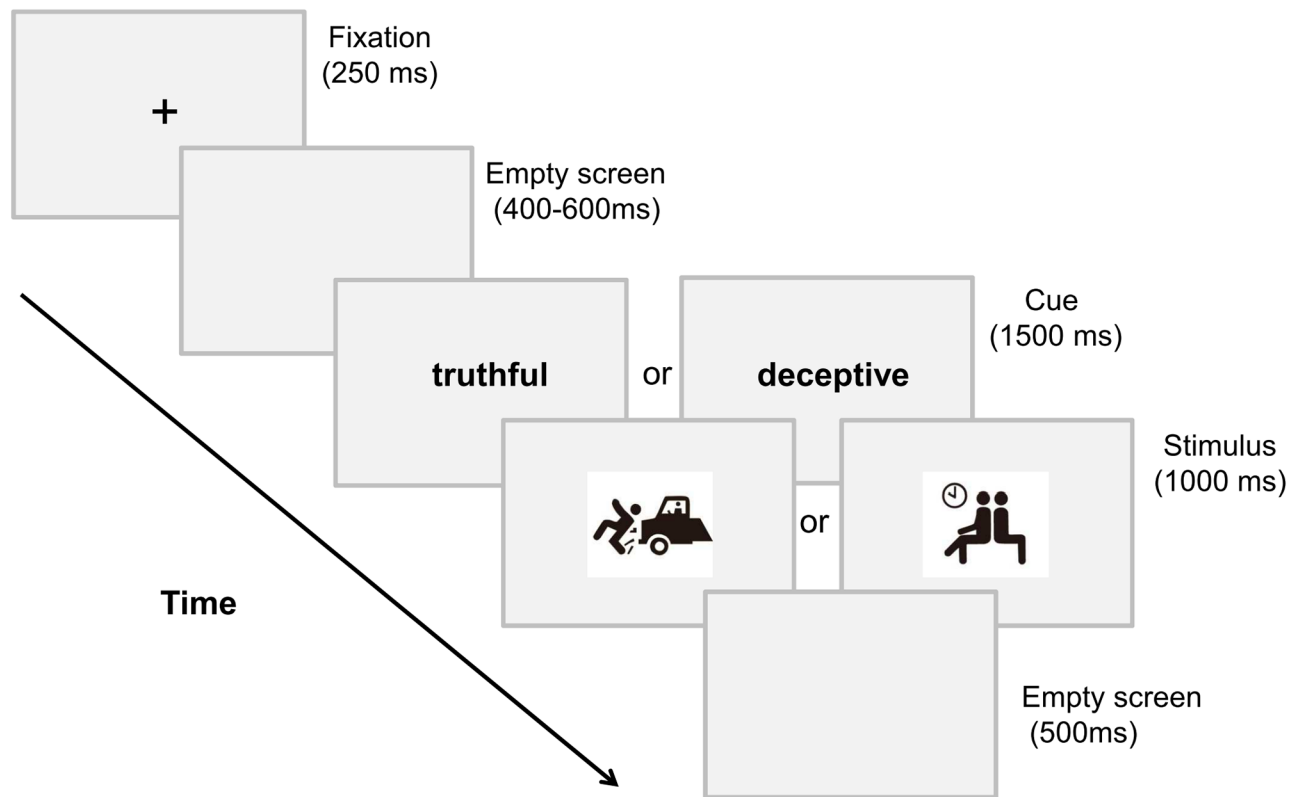 Fixation
(250 ms)
+
Empty screen
(400-600ms)
truthful
or
deceptive
Cue
(1500 ms)
or
Stimulus
(1000 ms)
Time
Empty screen
(500ms)